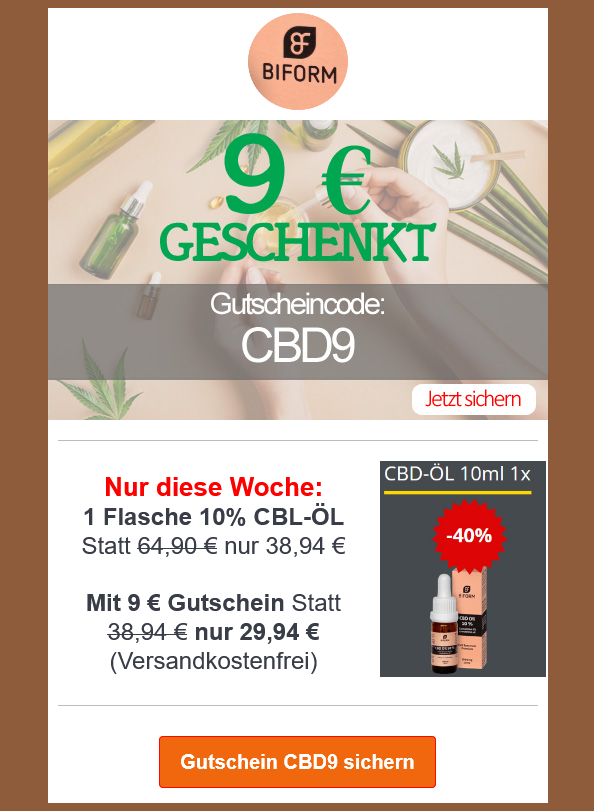 BIFORM
9 €
GESCHENKT
Gutscheincode:
CBD9
Jetzt sichern
Nur diese Woche:
1 Flasche 10% CBL-ÖL
Statt 64,90 € nur 38,94 €
Mit 9 € Gutschein Statt
38,94 € nur 29,94 €
(Versandkostenfrei)
CBD-ÖL 10ml 1x
-40%
BIFORM
BIFORM
10 %
Gutschein CBD9 sichern